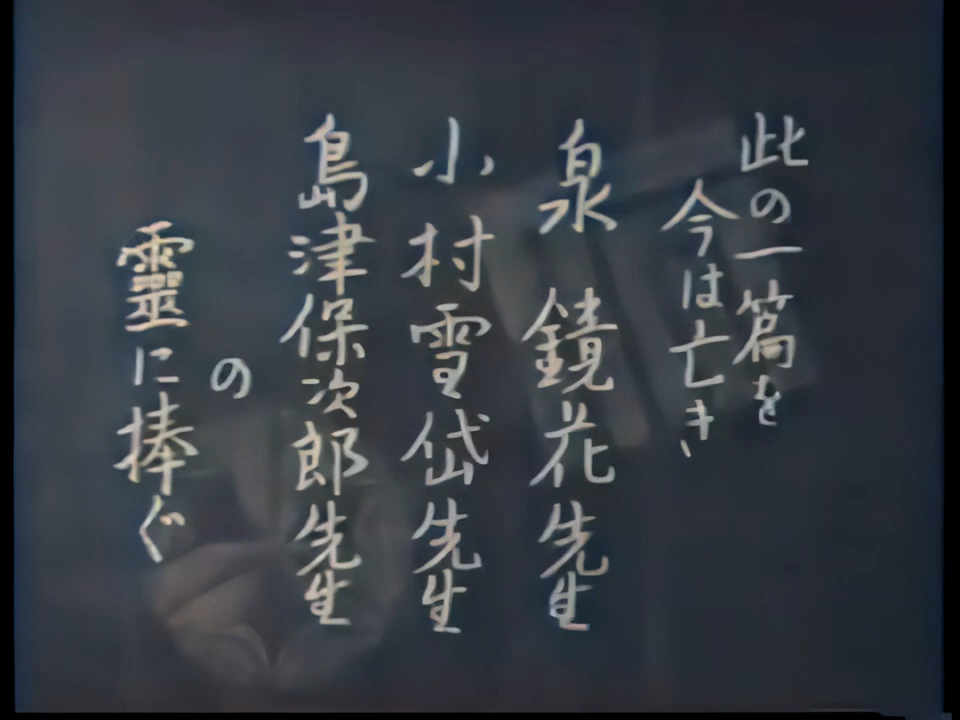 此の一篇を
今は亡き、
泉 鏡花先生
小村雪岱先生
島津保次郎先生
の
靈に捧ぐ